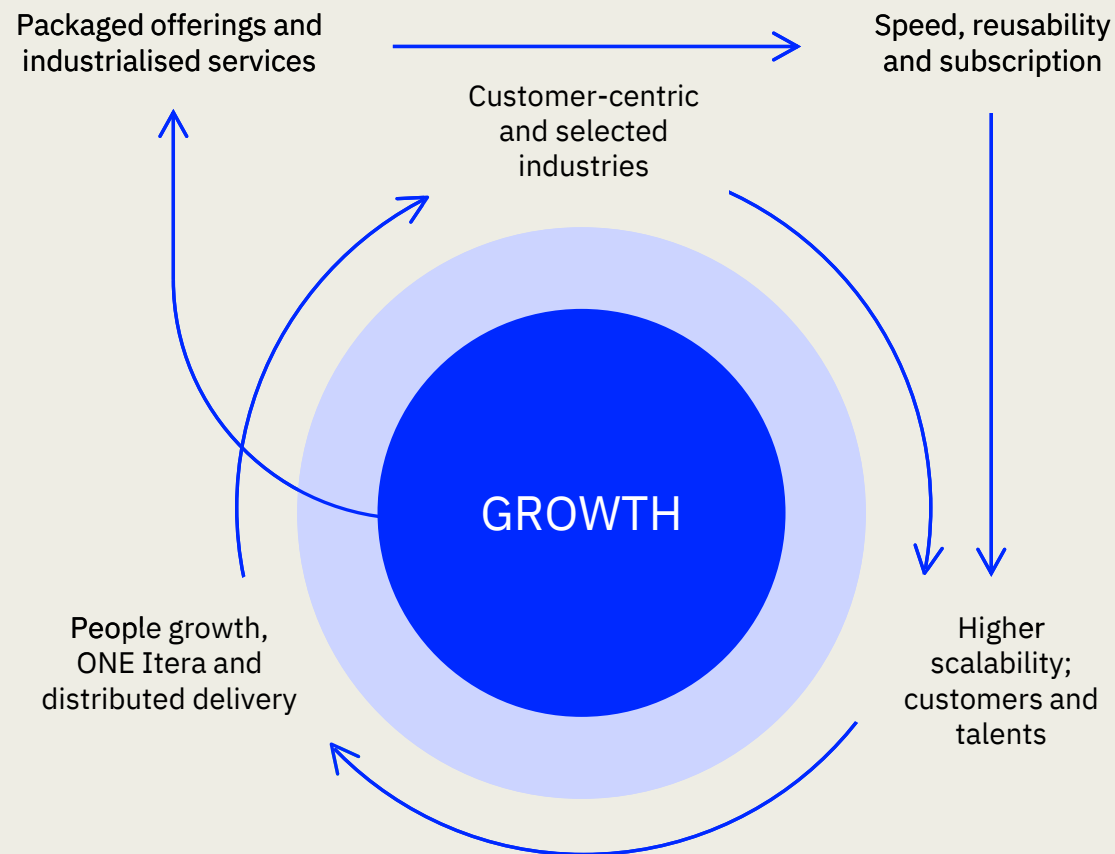 Packaged offerings and
industrialised services
Speed, reusability
and subscription
Customer-centric
and selected
industries
GROWTH
People growth,
ONE Itera and
distributed delivery
Higher
scalability;
customers and
talents